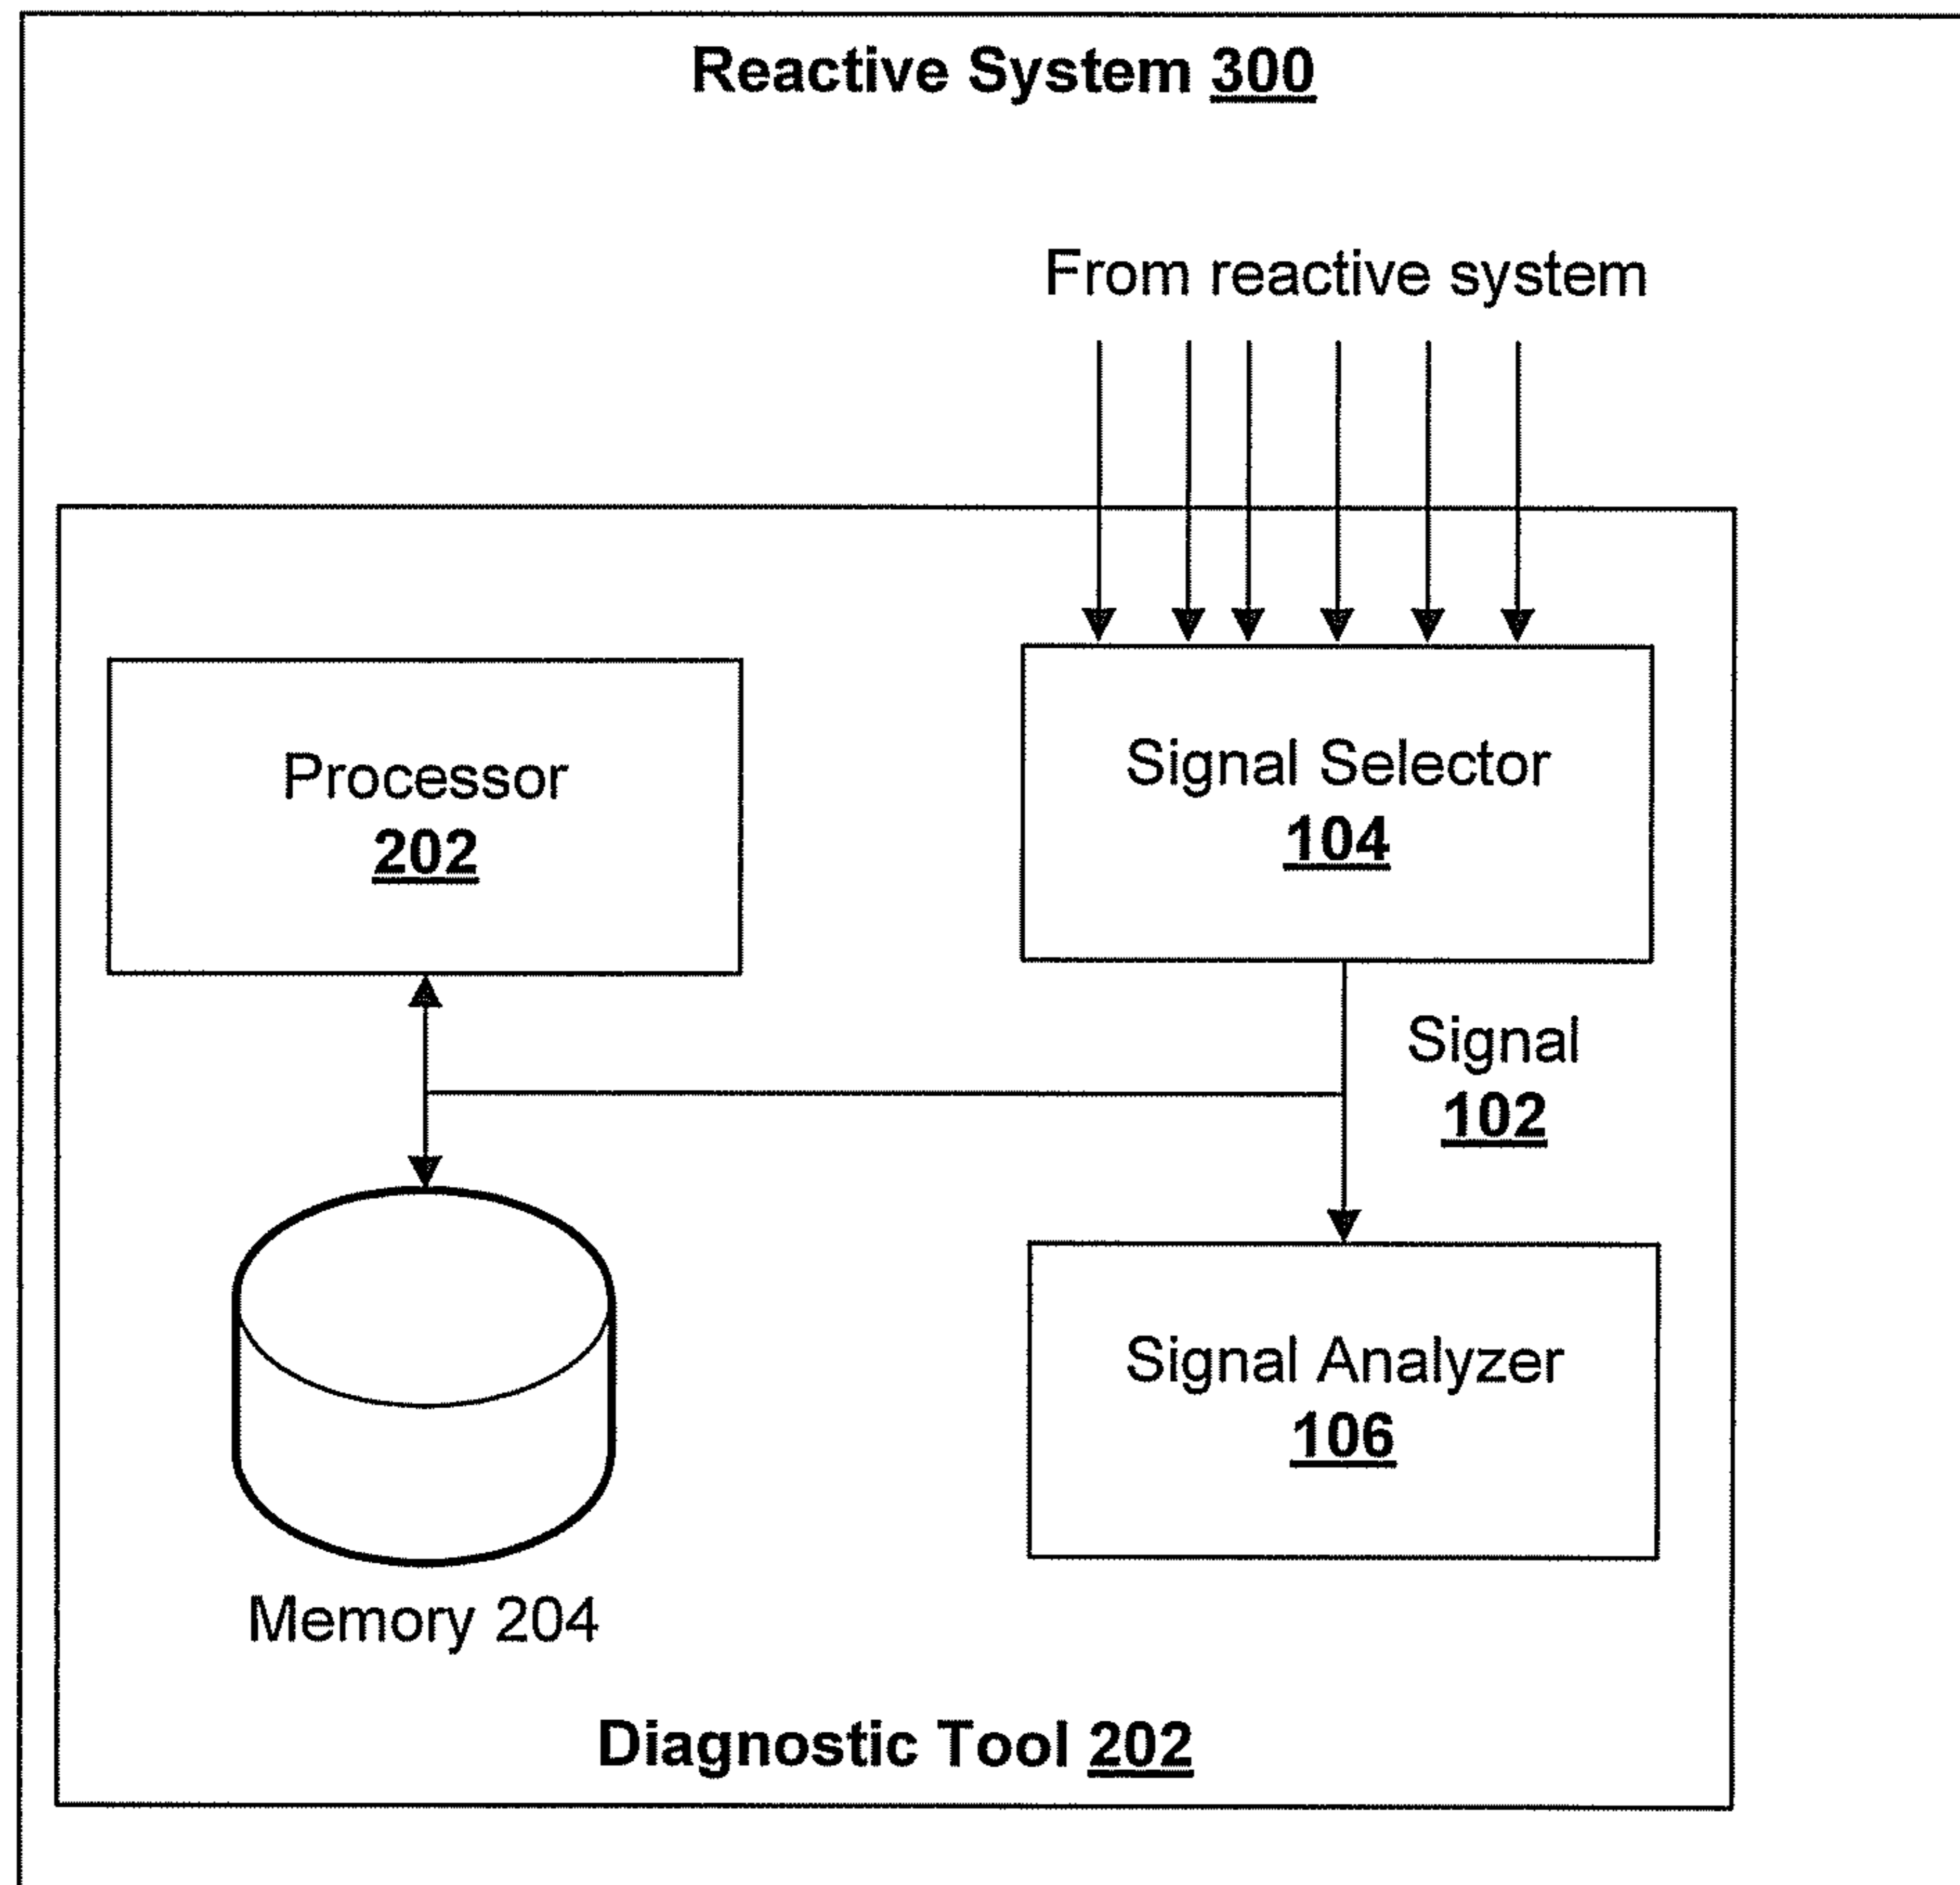 Reactive System 300
From reactive system
Processor
202
Signal Selector
104
Signal
102
Signal Analyzer
106
Memory 204
Diagnostic Tool 202